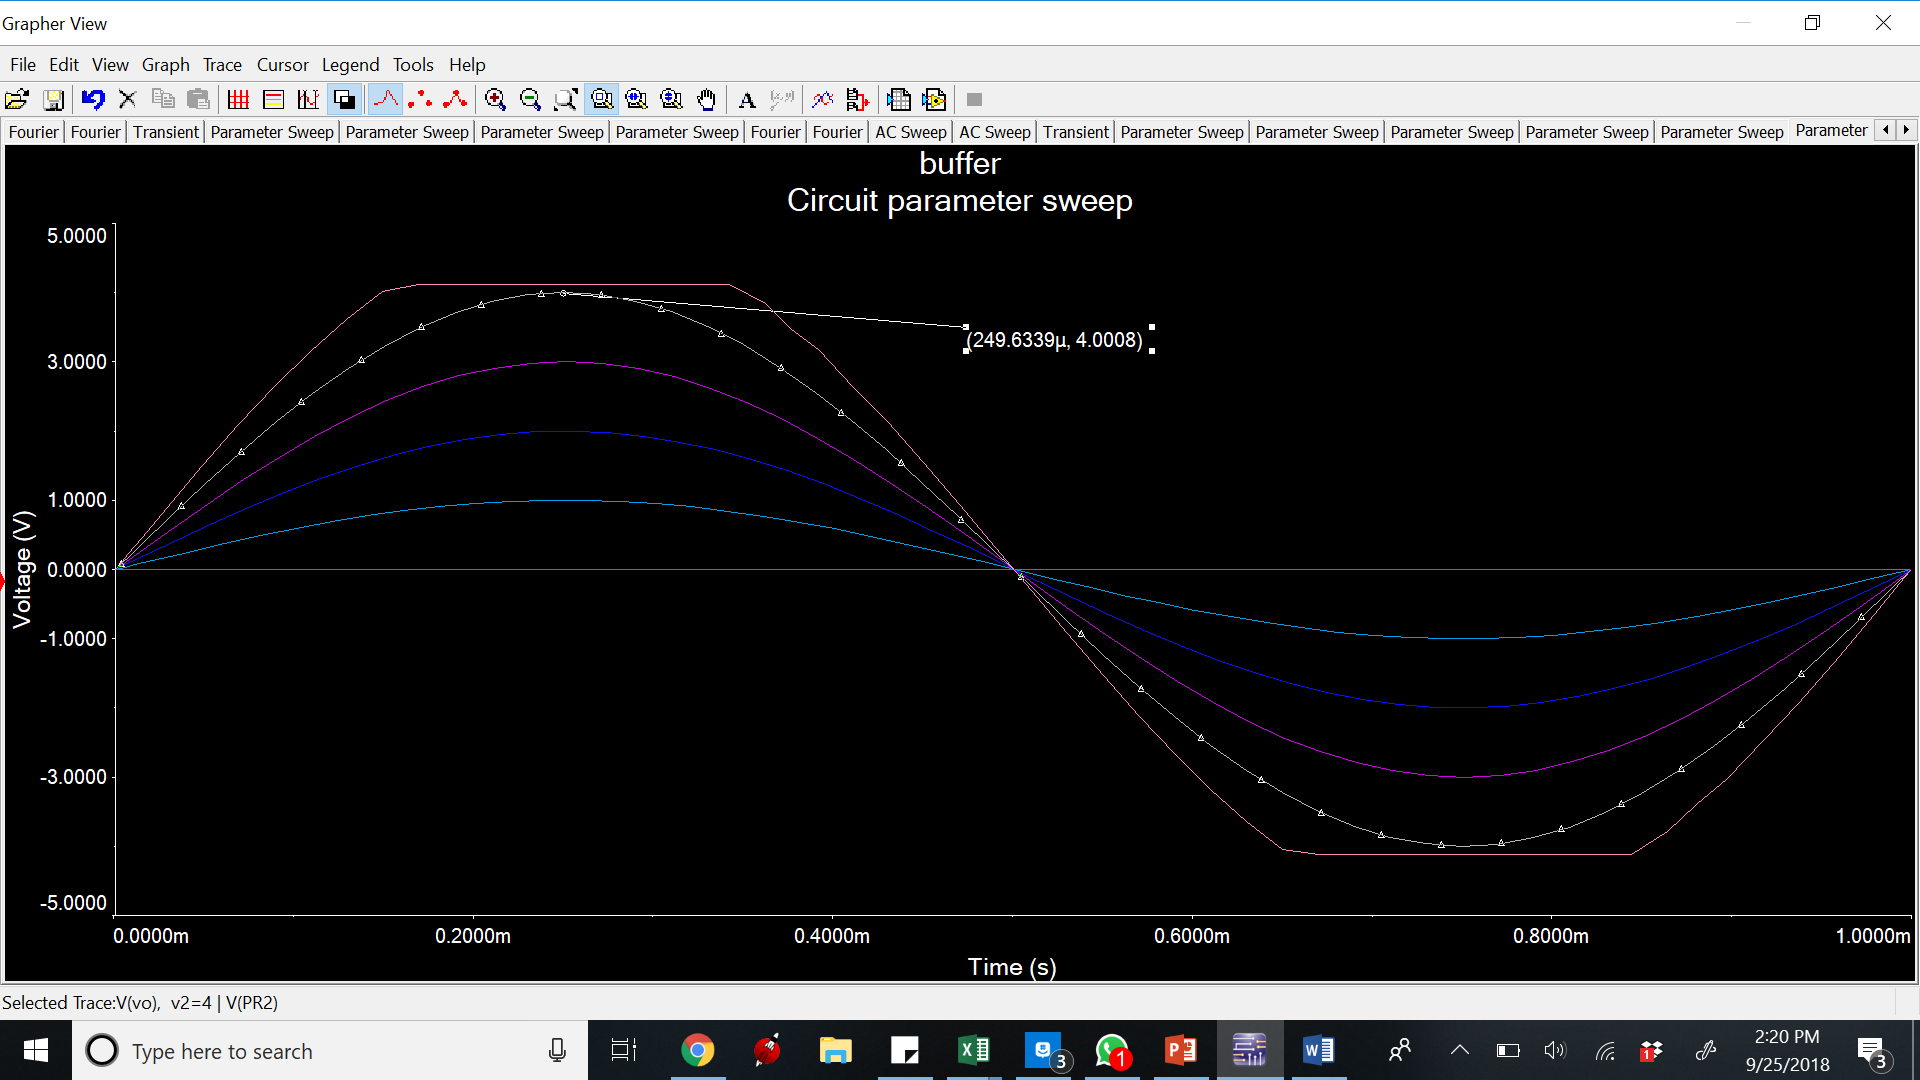 Grapher View
File Edit View Graph Trace Cursor Legend Tools Help
A
Fourier Fourier Transient Parameter Sweep Parameter Sweep Parameter Sweep Parameter Sweep Fourier Fourier AC Sweep AC Sweep Transient Parameter Sweep Parameter Sweep Parameter Sweep Parameter Sweep Parameter Sweep Parameter
buffer
Circuit parameter sweep
Voltage (V)
5.0000
3.0000
1.0000
0.0000
-1.0000
-3.0000
-5.0000
(249.6339µ, 4.0008)
0.0000m 0.2000m 0.4000m 0.6000m 0.8000m 1.0000m
Time (s)
Selected Trace:V(vo), v2=4 | V(PR2)
Type here to search
3
1
1
2:20 PM
9/25/2018
3